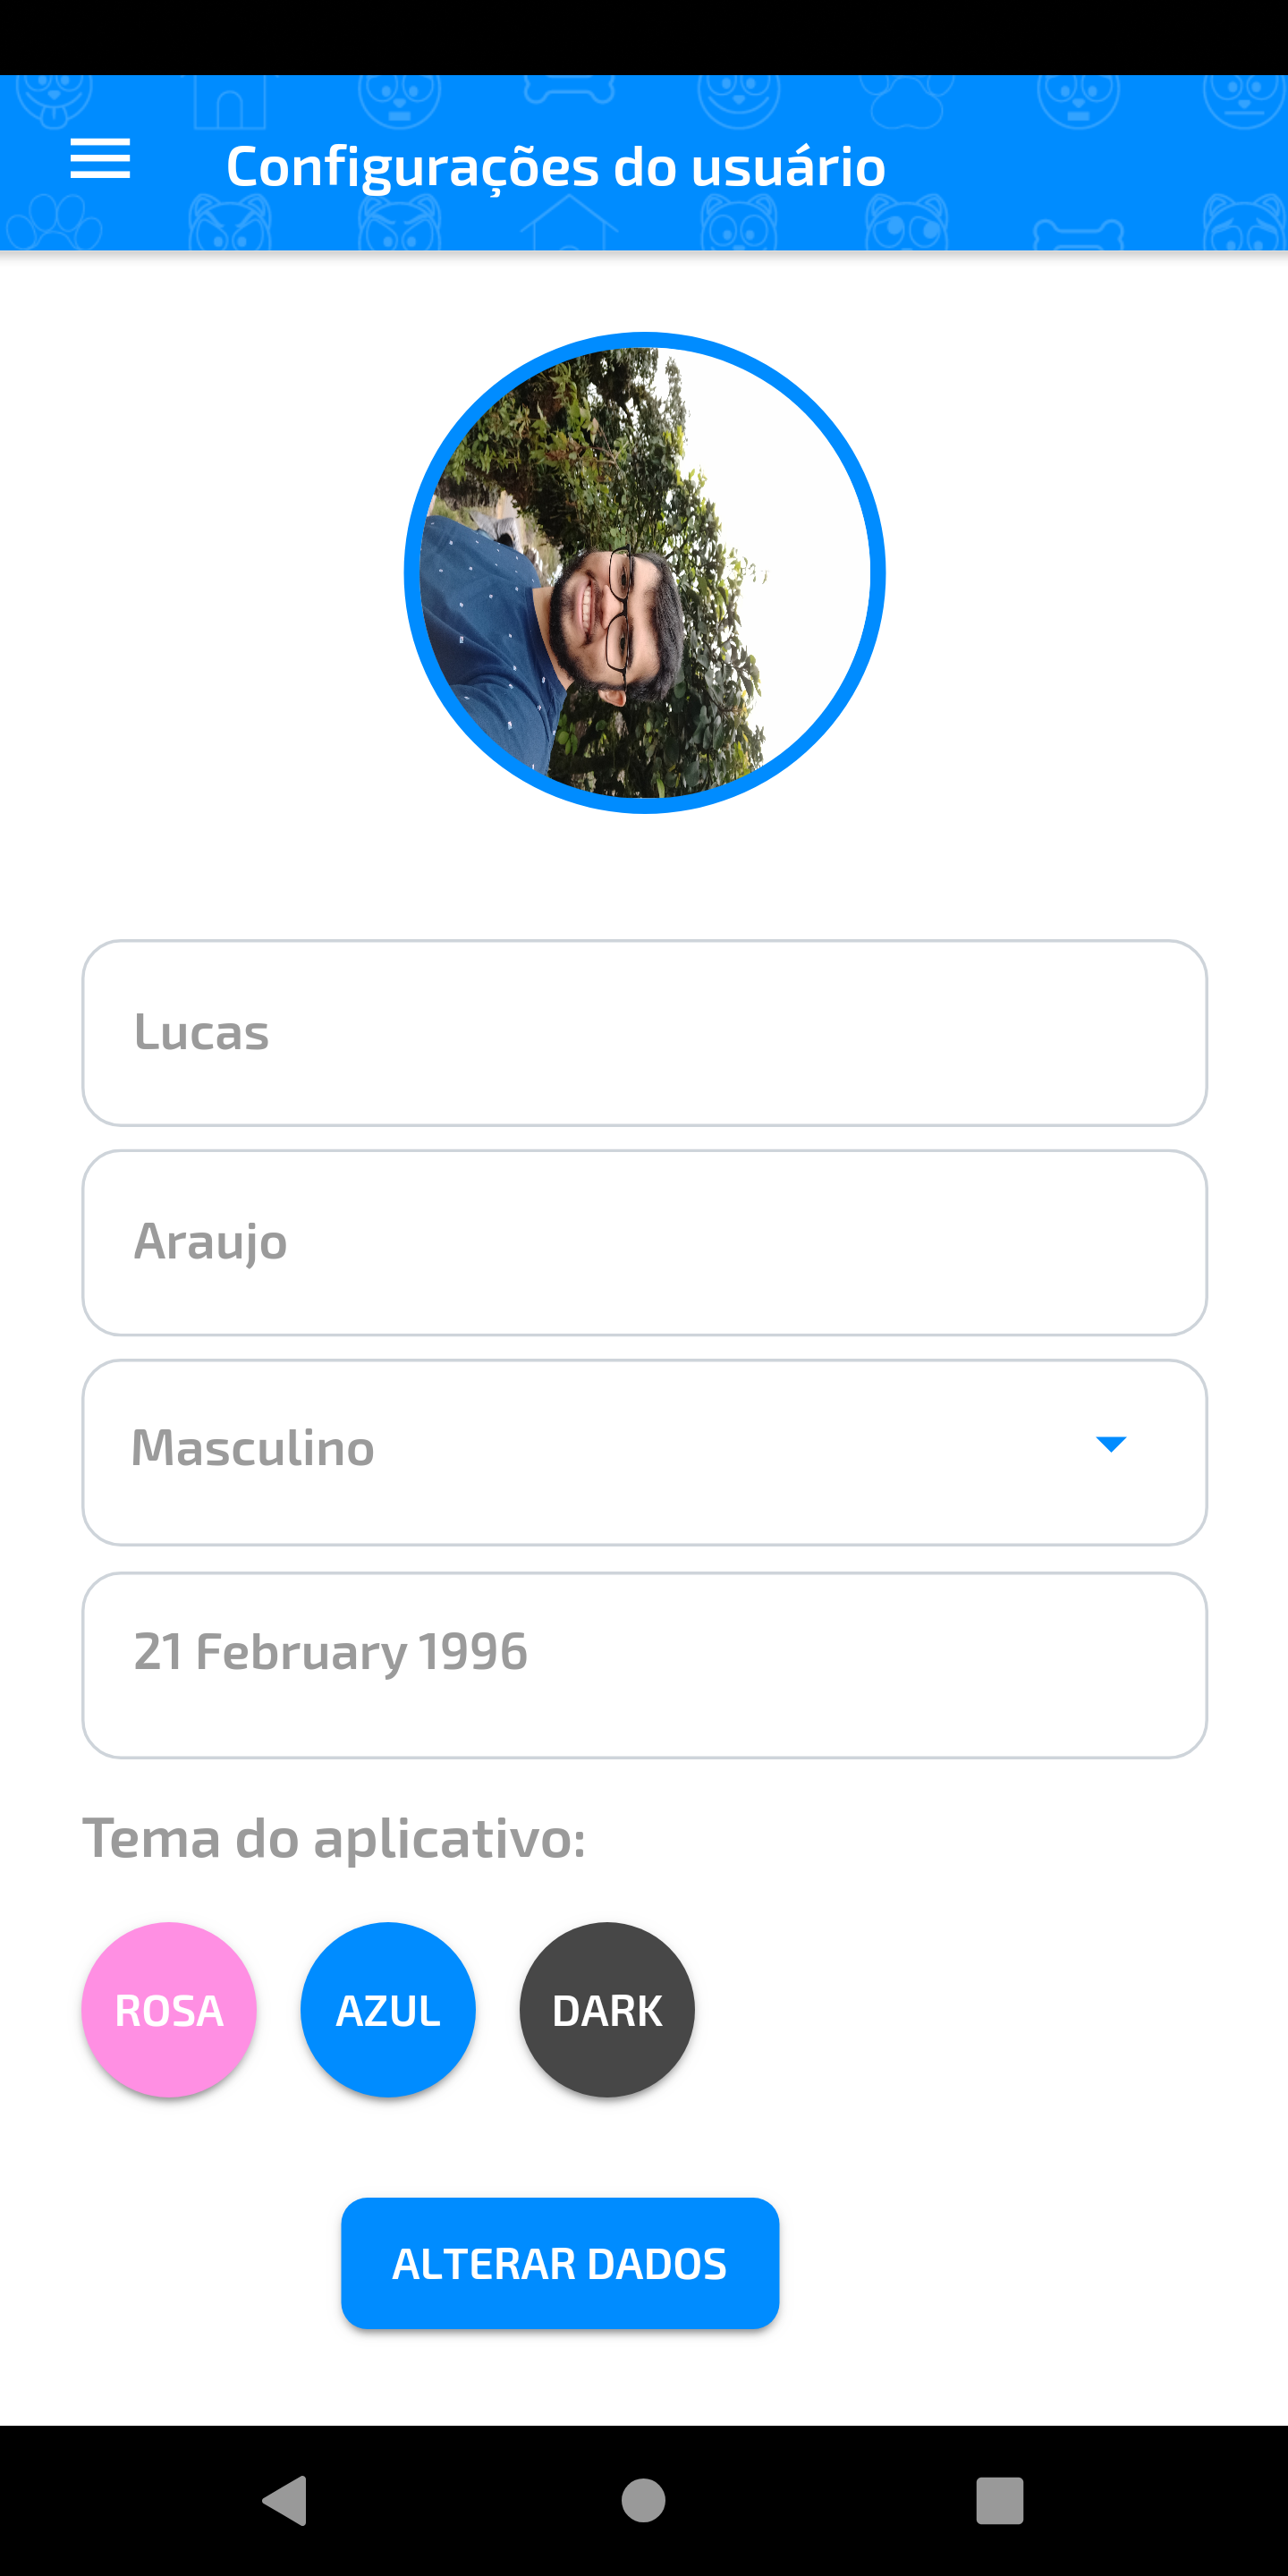 Configurações do usuário
Lucas
Araujo
Masculino
21 February 1996
Tema do aplicativo:
ROSA AZUL DARK
ALTERAR DADOS